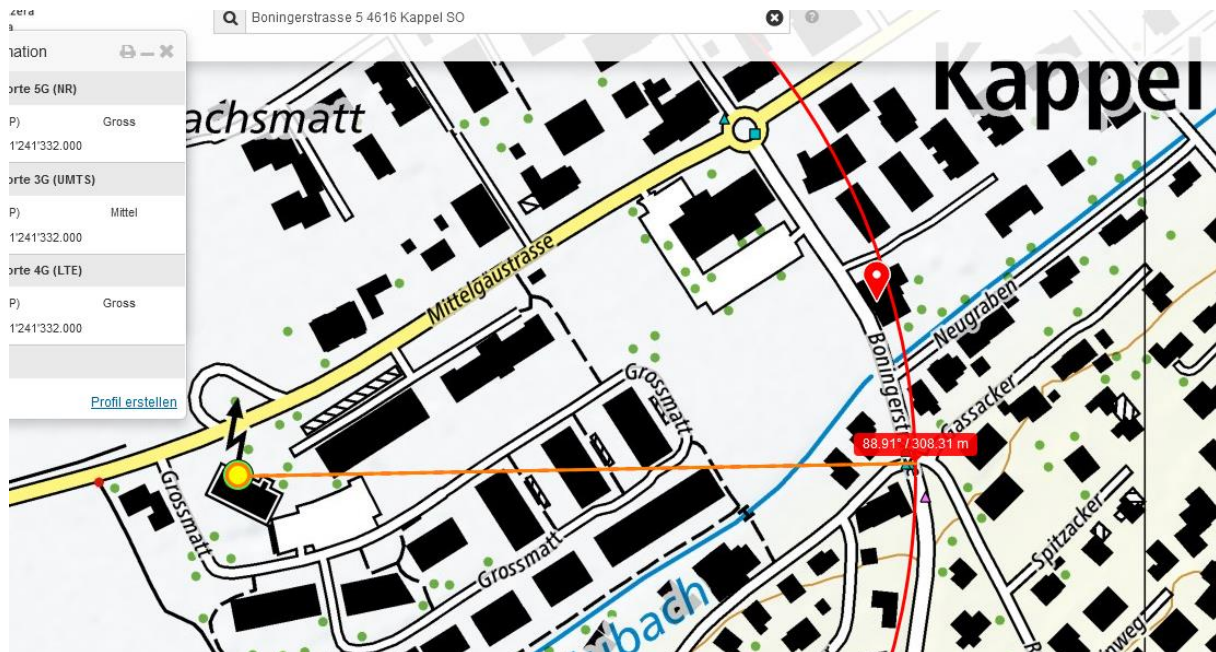 Boningerstrasse 5 4616 Kappel SO
mation
orte 5G (NR)
P) Gross
1'241'332.000
orte 3G (UMTS)
P) Mittel
1'241'332.000
orte 4G (LTE)
P) Gross
1'241'332.000
Profil erstellen
Kappel
achsmatt
Mittelgäustrasse
Neugraben
Boningerst
Grossmatt
Gassacker
88.91° / 308.31 m
Grossmatt
Grossmatt
Spitzacker
bach
inweg